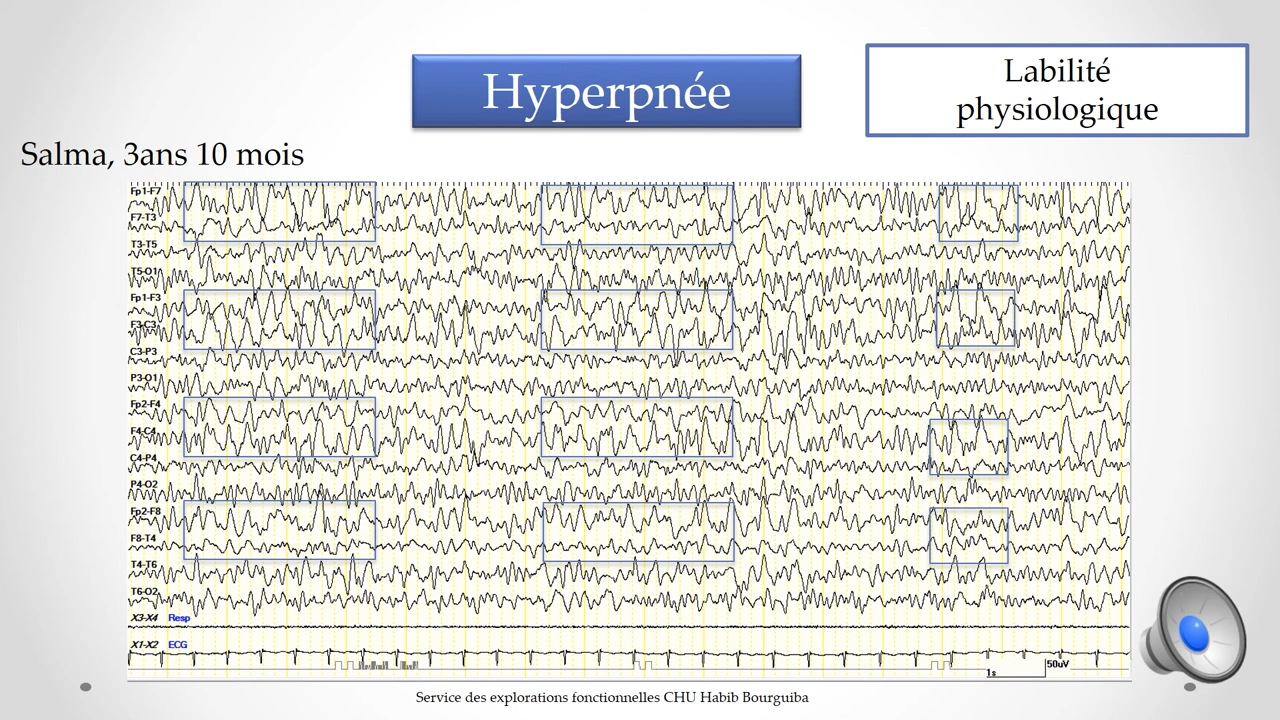 Hyperpnée
Labilité
physiologique
Salma, 3ans 10 mois
Fp1-F7
F7-T3
T3-T5
T5-O1
Fp1-F3
F3-C3
C3-P3
P3-O1
Fp2-F4
F4-C4
C4-P4
P4-O2
Fp2-F8
F8-T4
T4-T6
T6-O2
X3-X4 Resp
X1-X2 ECG
50uV
1s
Service des explorations fonctionnelles CHU Habib Bourguiba